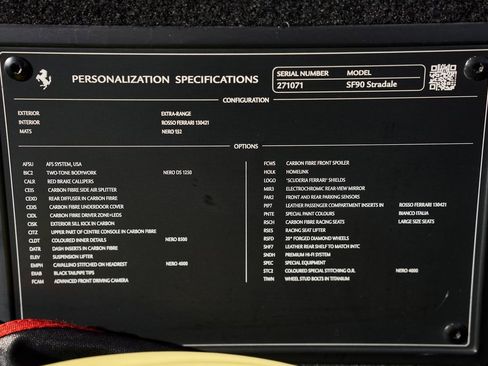 PERSONALIZATION SPECIFICATIONS
SERIAL NUMBER MODEL
271071 SF90 Stradale
CONFIGURATION
EXTERIOR EXTRA-RANGE
INTERIOR ROSSO FERRARI 130421
MATS NERO 1J2
OPTIONS
AFSU AFS SYSTEM, USA
BIC2 TWO-TONE BODYWORK NERO DS 1250
CALR RED BRAKE CALLIPERS
CEIS CARBON FIBRE SIDE AIR SPLITTER
CEXD REAR DIFFUSER IN CARBON FIBRE
CEXS CARBON FIBRE UNDERDOOR COVER
CIDL CARBON FIBRE DRIVER ZONE+LEDS
CISK EXTERIOR SILL KICK IN CARBON
CITZ UPPER PART OF CENTRE CONSOLE IN CARBON FIBRE
CLDT COLOURED INNER DETAILS NERO 8500
DATR DASH INSERTS IN CARBON FIBRE
ELEV SUSPENSION LIFTER
EMPH CAVALLINO STITCHED ON HEADREST NERO 4000
EXAB BLACK TAILPIPE TIPS
FCAM ADVANCED FRONT DRIVING CAMERA
FCWS CARBON FIBRE FRONT SPOILER
HOLK HOMELINK
LOGO "SCUDERIA FERRARI" SHIELDS
MIR3 ELECTROCHROMIC REAR-VIEW MIRROR
PAR2 FRONT AND REAR PARKING SENSORS
PIP7 LEATHER PASSENGER COMPARTMENT INSERTS IN ROSSO FERRARI 130421
PNTE SPECIAL PAINT COLOURS BIANCO ITALIA
RSCH CARBON FIBRE RACING SEATS LARGE SIZE SEATS
RSES RACING SEAT LIFTER
RSFD 20" FORGED DIAMOND WHEELS
SHI7 LEATHER REAR SHELF TO MATCH INTC
SNDH PREMIUM HI-FI SYSTEM
SPEC SPECIAL EQUIPMENT
STC2 COLOURED SPECIAL STITCHING O.R. NERO-4000
TIWN WHEEL STUD BOLTS IN TITANIUM